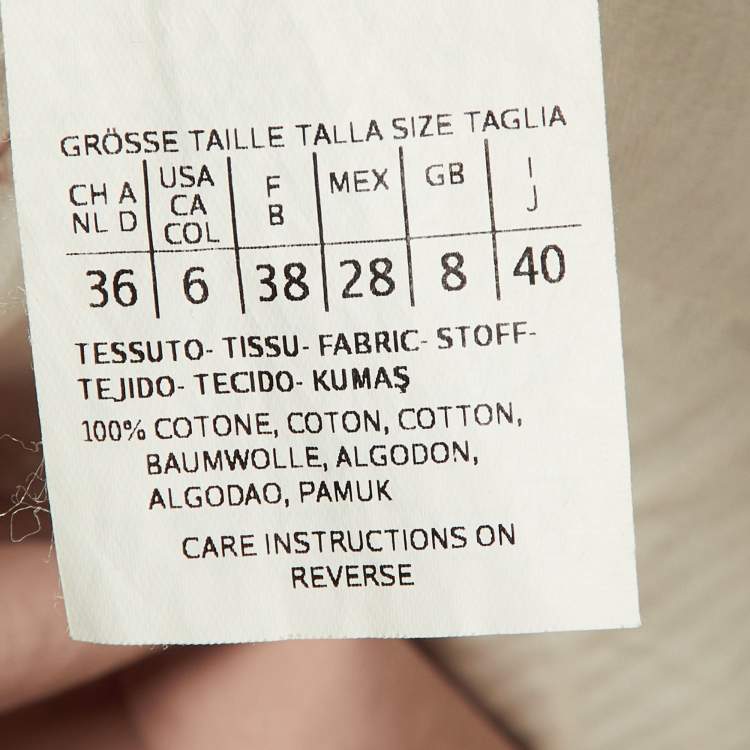 GRÖSSE TAILLE TALLA SIZE TAGLIA
CH A NL D | USA CA COL | F B | MEX | GB | I J
36 | 6 | 38 | 28 | 8 | 40
TESSUTO- TISSU- FABRIC- STOFF-
TEJIDO- TECIDO- KUMAŞ
100% COTONE, COTON, COTTON,
BAUMWOLLE, ALGODON,
ALGODAO, PAMUK
CARE INSTRUCTIONS ON
REVERSE